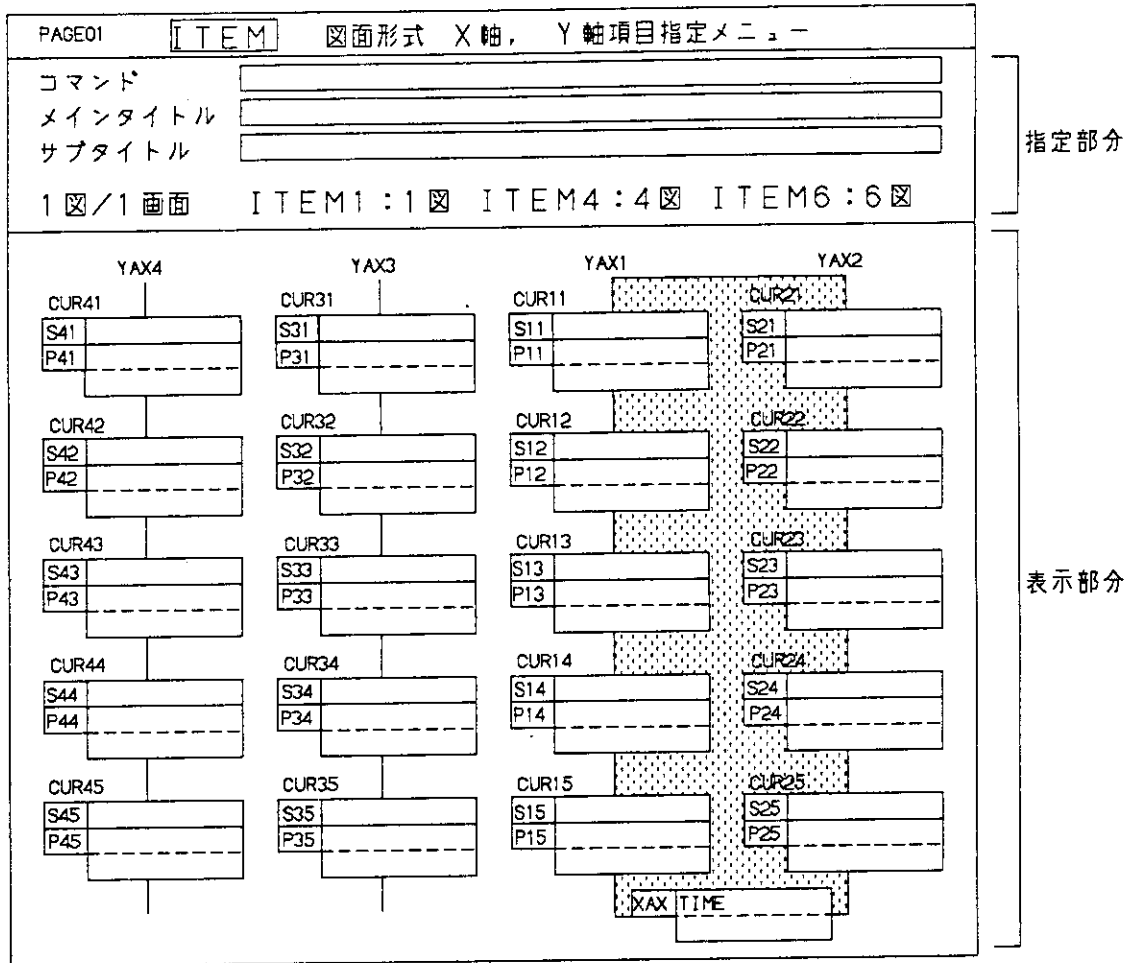 PAGE01 ITEM 図面形式 X軸, Y軸項目指定メニュー
コマンド
メインタイトル
サブタイトル
指定部分
1図/1画面 ITEM1:1図 ITEM4:4図 ITEM6:6図
YAX4 YAX3 YAX1 YAX2
CUR41 CUR31 CUR11 CUR21
S41 S31 S11 S21
P41 P31 P11 P21
CUR42 CUR32 CUR12 CUR22
S42 S32 S12 S22
P42 P32 P12 P22
CUR43 CUR33 CUR13 CUR23
S43 S33 S13 S23
P43 P33 P13 P23
表示部分
CUR44 CUR34 CUR14 CUR24
S44 S34 S14 S24
P44 P34 P14 P24
CUR45 CUR35 CUR15 CUR25
S45 S35 S15 S25
P45 P35 P15 P25
XAX TIME